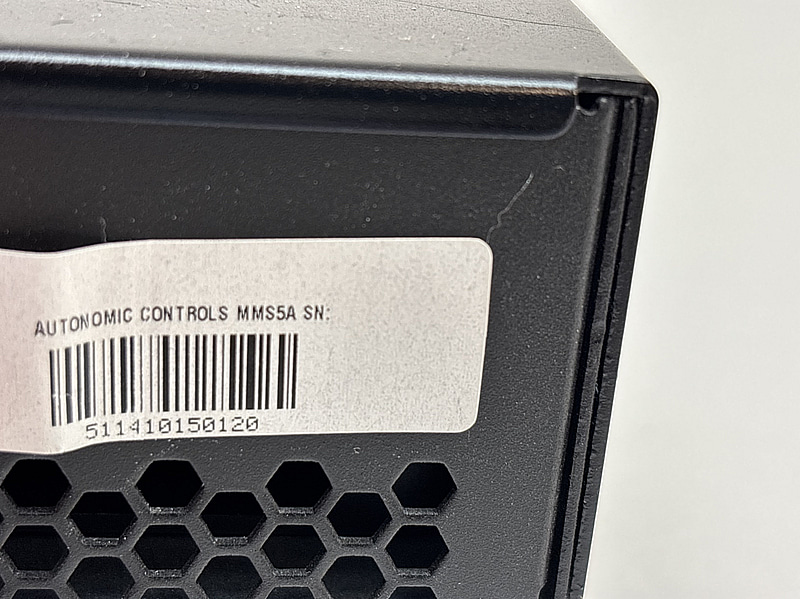 AUTONOMIC CONTROLS MMS5A SN:
511410150120